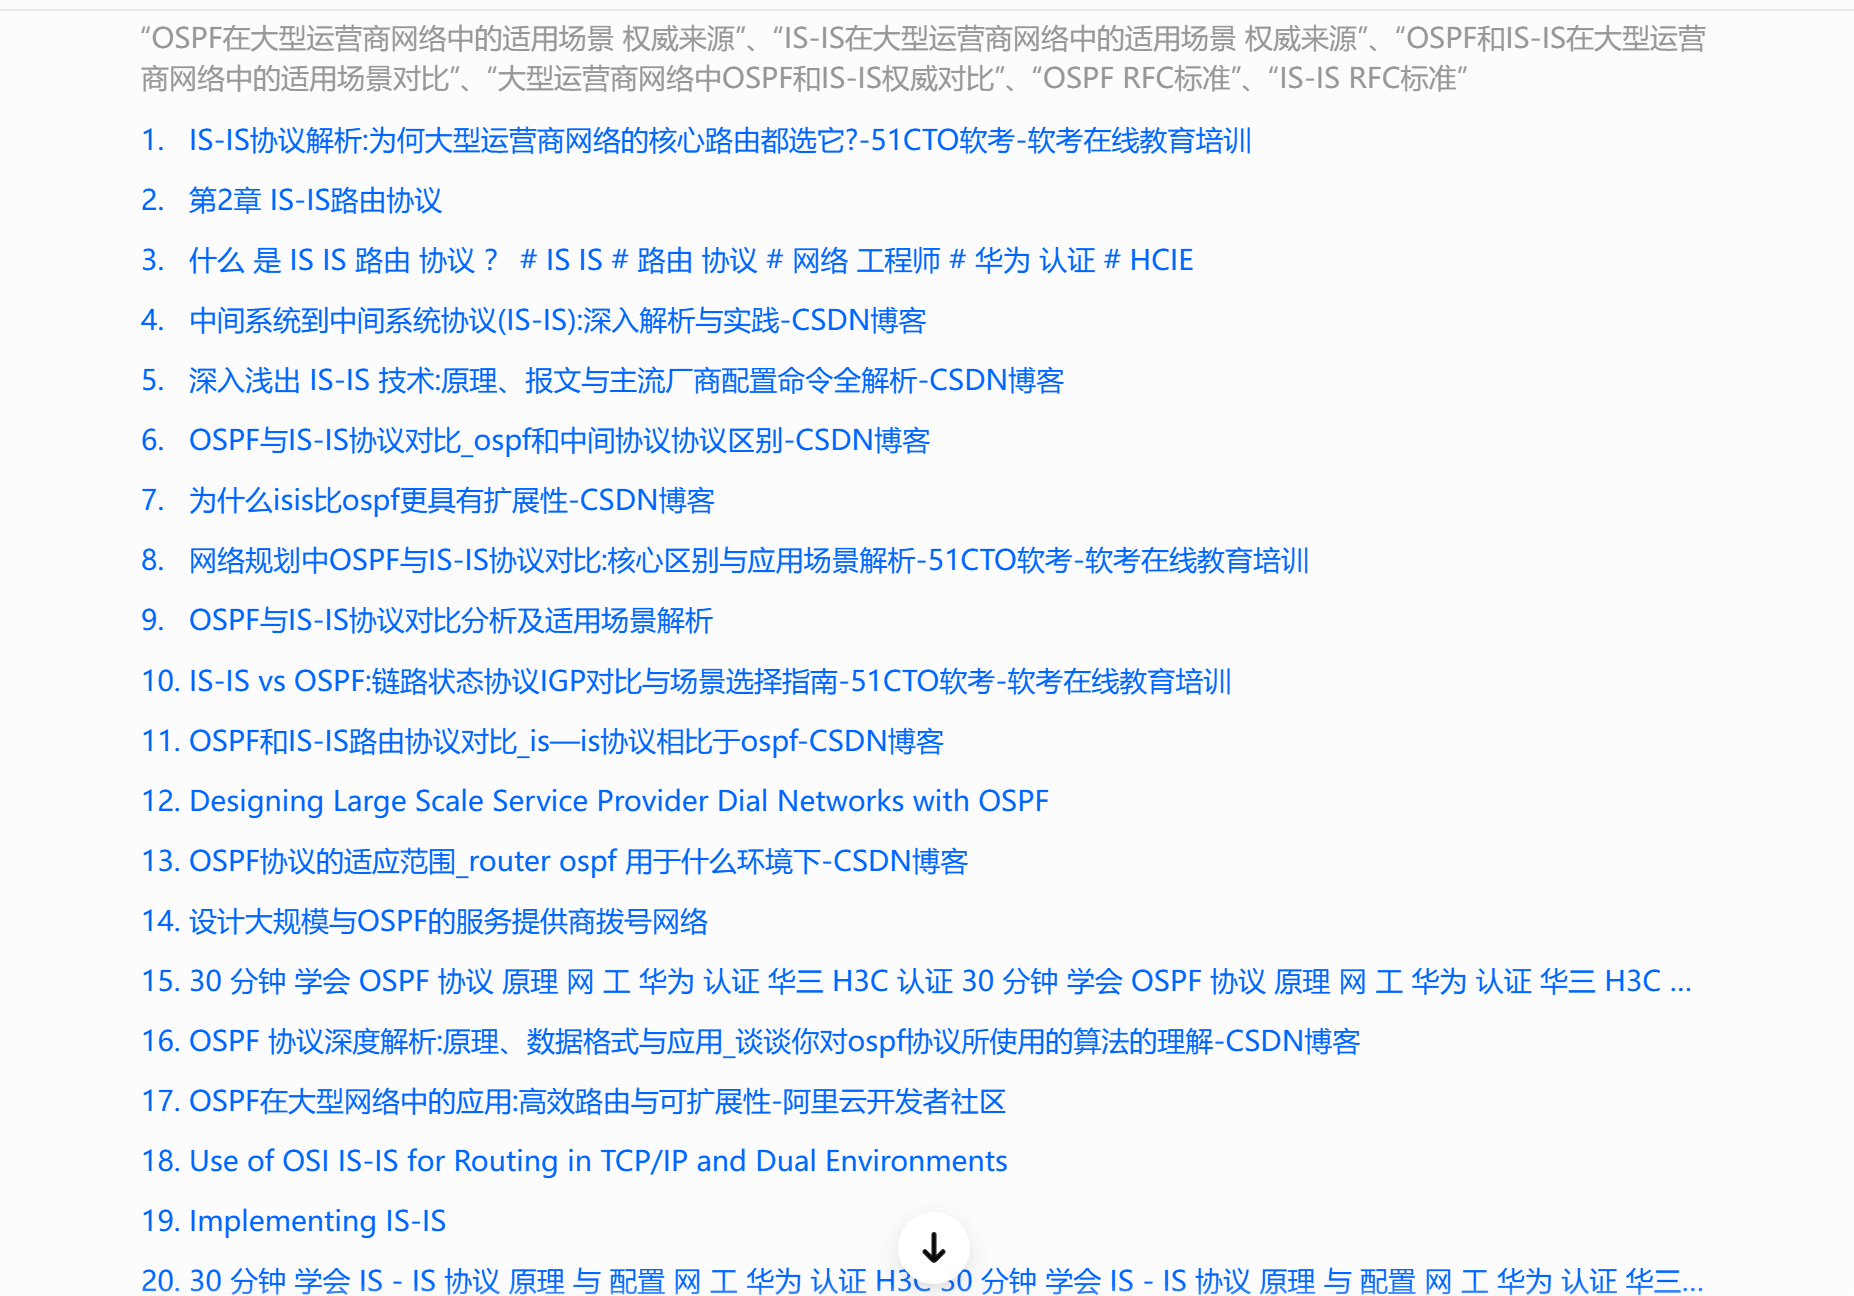 “OSPF在大型运营商网络中的适用场景 权威来源”、“IS-IS在大型运营商网络中的适用场景 权威来源”、“OSPF和IS-IS在大型运营
商网络中的适用场景对比”、“大型运营商网络中OSPF和IS-IS权威对比”、“OSPF RFC标准”、“IS-IS RFC标准”
1. IS-IS协议解析:为何大型运营商网络的核心路由都选它?-51CTO软考-软考在线教育培训
2. 第2章 IS-IS路由协议
3. 什么 是 IS IS 路由 协议 ？ # IS IS # 路由 协议 # 网络 工程师 # 华为 认证 # HCIE
4. 中间系统到中间系统协议(IS-IS):深入解析与实践-CSDN博客
5. 深入浅出 IS-IS 技术:原理、报文与主流厂商配置命令全解析-CSDN博客
6. OSPF与IS-IS协议对比_ospf和中间协议协议区别-CSDN博客
7. 为什么isis比ospf更具有扩展性-CSDN博客
8. 网络规划中OSPF与IS-IS协议对比:核心区别与应用场景解析-51CTO软考-软考在线教育培训
9. OSPF与IS-IS协议对比分析及适用场景解析
10. IS-IS vs OSPF:链路状态协议IGP对比与场景选择指南-51CTO软考-软考在线教育培训
11. OSPF和IS-IS路由协议对比_is—is协议相比于ospf-CSDN博客
12. Designing Large Scale Service Provider Dial Networks with OSPF
13. OSPF协议的适应范围_router ospf 用于什么环境下-CSDN博客
14. 设计大规模与OSPF的服务提供商拨号网络
15. 30 分钟 学会 OSPF 协议 原理 网 工 华为 认证 华三 H3C 认证 30 分钟 学会 OSPF 协议 原理 网 工 华为 认证 华三 H3C ...
16. OSPF 协议深度解析:原理、数据格式与应用_谈谈你对ospf协议所使用的算法的理解-CSDN博客
17. OSPF在大型网络中的应用:高效路由与可扩展性-阿里云开发者社区
18. Use of OSI IS-IS for Routing in TCP/IP and Dual Environments
19. Implementing IS-IS
20. 30 分钟 学会 IS - IS 协议 原理 与 配置 网 工 华为 认证 H3C 30 分钟 学会 IS - IS 协议 原理 与 配置 网 工 华为 认证 华三...